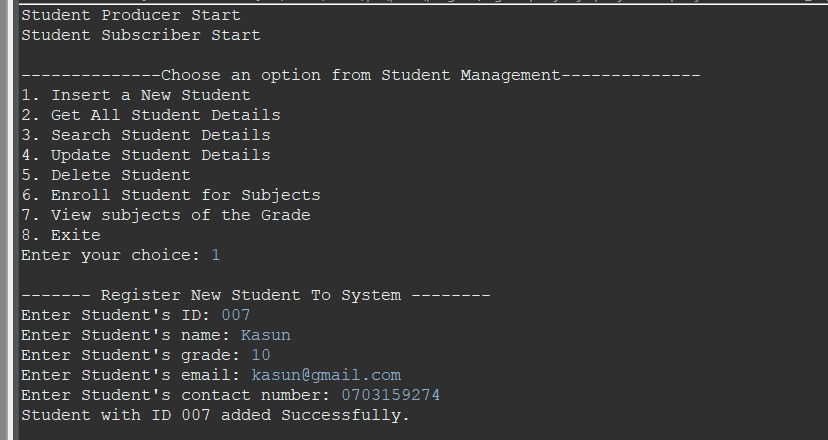 Student Producer Start
Student Subscriber Start
--------------Choose an option from Student Management--------------
1. Insert a New Student
2. Get All Student Details
3. Search Student Details
4. Update Student Details
5. Delete Student
6. Enroll Student for Subjects
7. View subjects of the Grade
8. Exite
Enter your choice: 1
------- Register New Student To System --------
Enter Student's ID: 007
Enter Student's name: Kasun
Enter Student's grade: 10
Enter Student's email: kasun@gmail.com
Enter Student's contact number: 0703159274
Student with ID 007 added Successfully.